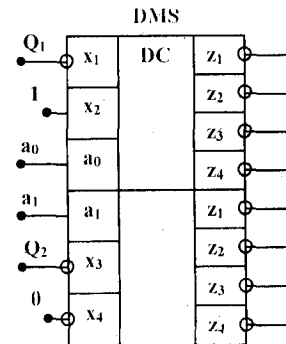 DMS
Q1 x1 DC z1
1 x2 z2
z3
a0 a0 z4
a1 a1 z1
Q2 x3 z2
z3
0 x4 z4